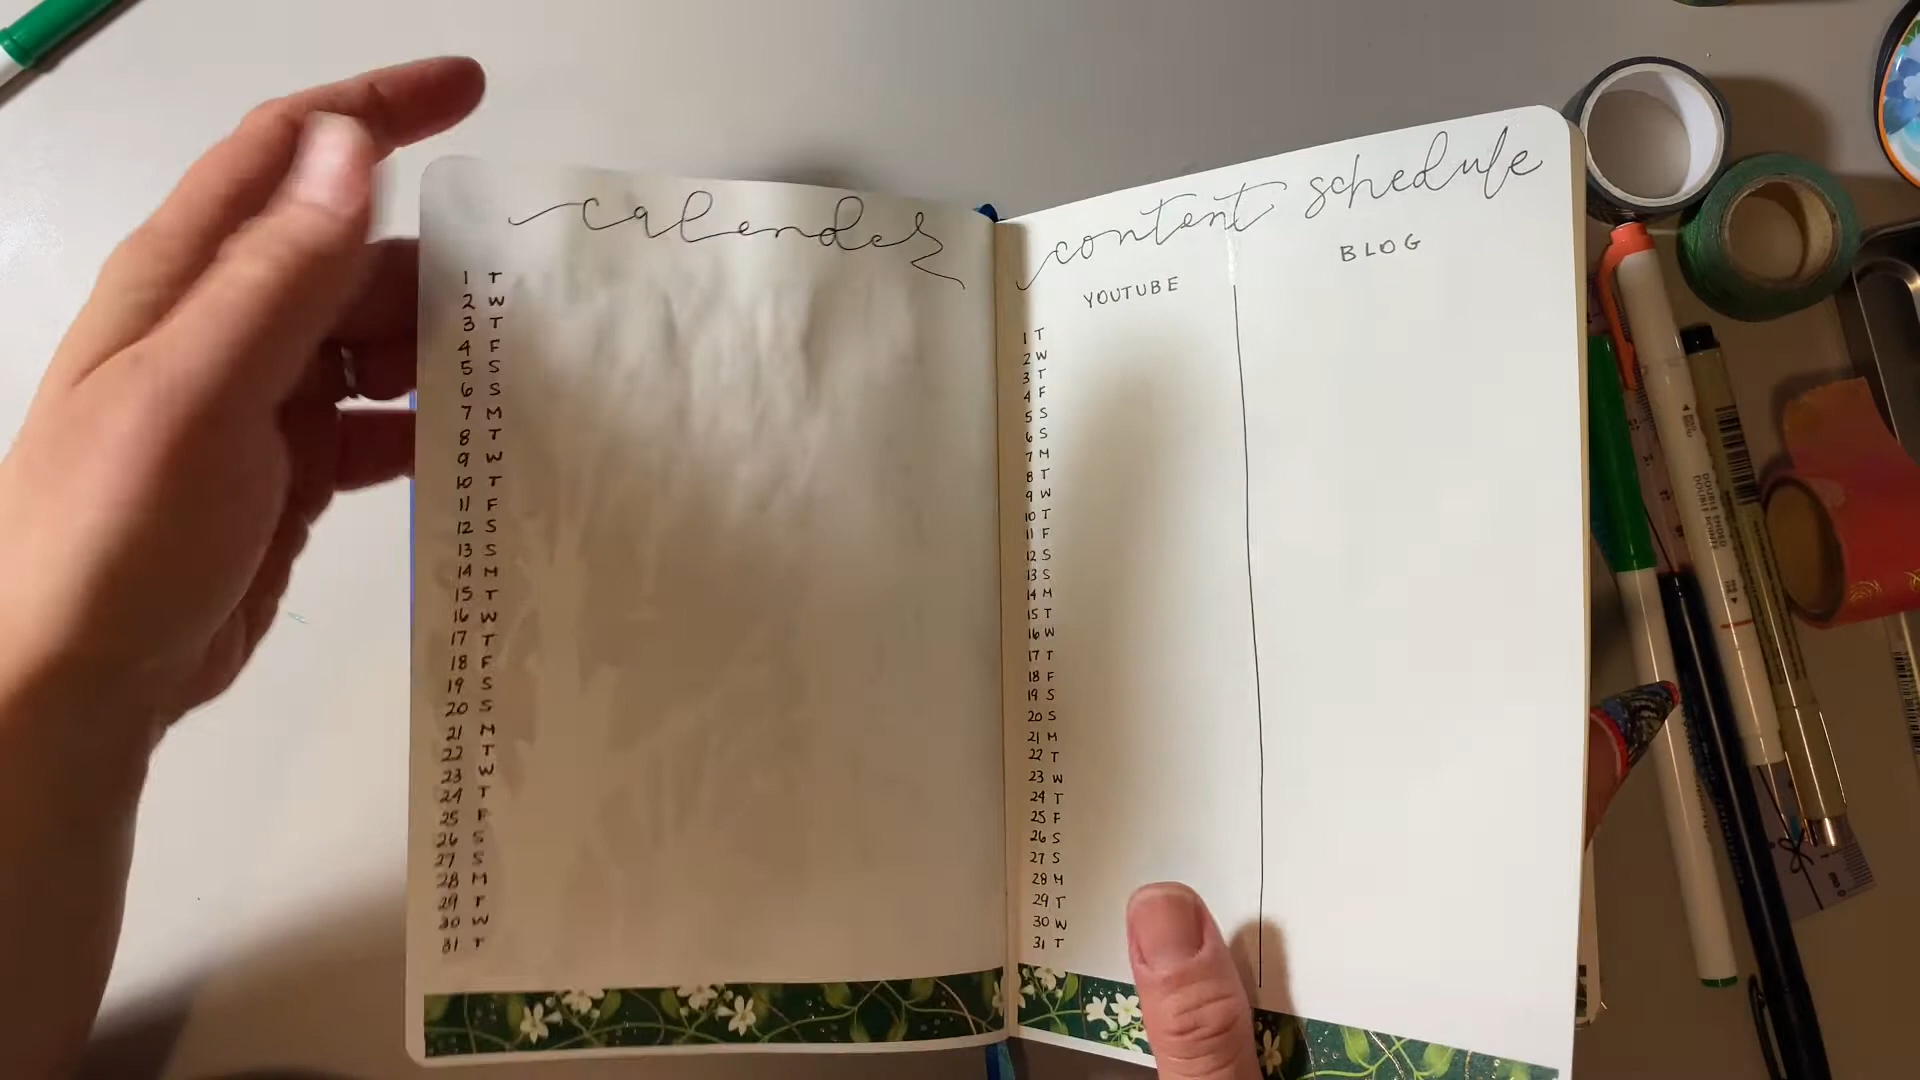 calender
1 T
2 W
3 T
4 F
5 S
6 S
7 M
8 T
9 W
10 T
11 F
12 S
13 S
14 M
15 T
16 W
17 T
18 F
19 S
20 S
21 M
22 T
23 W
24 T
25 F
26 S
27 S
28 M
29 T
30 W
31 T
content schedule
YOUTUBE
BLOG
1 T
2 W
3 T
4 F
5 S
6 S
7 M
8 T
9 W
10 T
11 F
12 S
13 S
14 M
15 T
16 W
17 T
18 F
19 S
20 S
21 M
22 T
23 W
24 T
25 F
26 S
27 S
28 M
29 T
30 W
31 T
DOUBLE ENDED